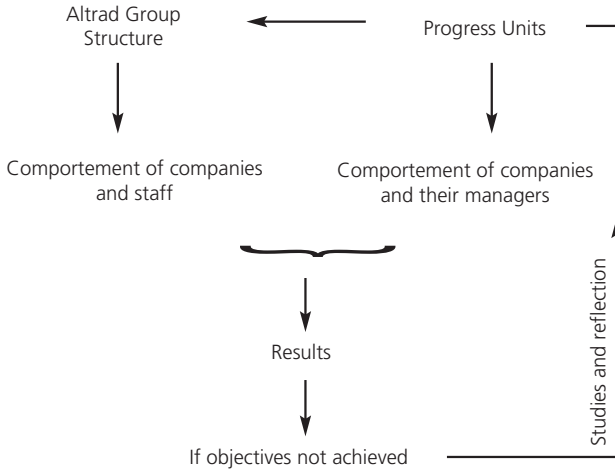 Altrad Group
Structure
Progress Units
Comportement of companies
and staff
Comportement of companies
and their managers
Results
Studies and reflection
If objectives not achieved